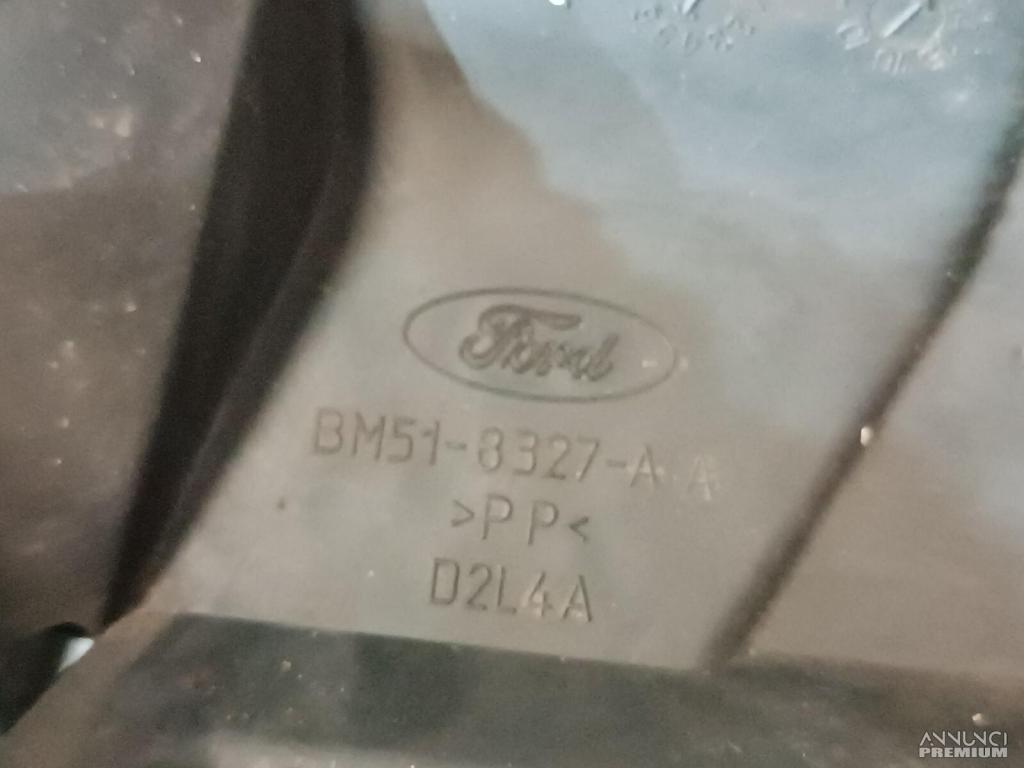 Ford
BM51-8327-AA
>PP<
D2L4A
ANNUNCI
PREMIUM